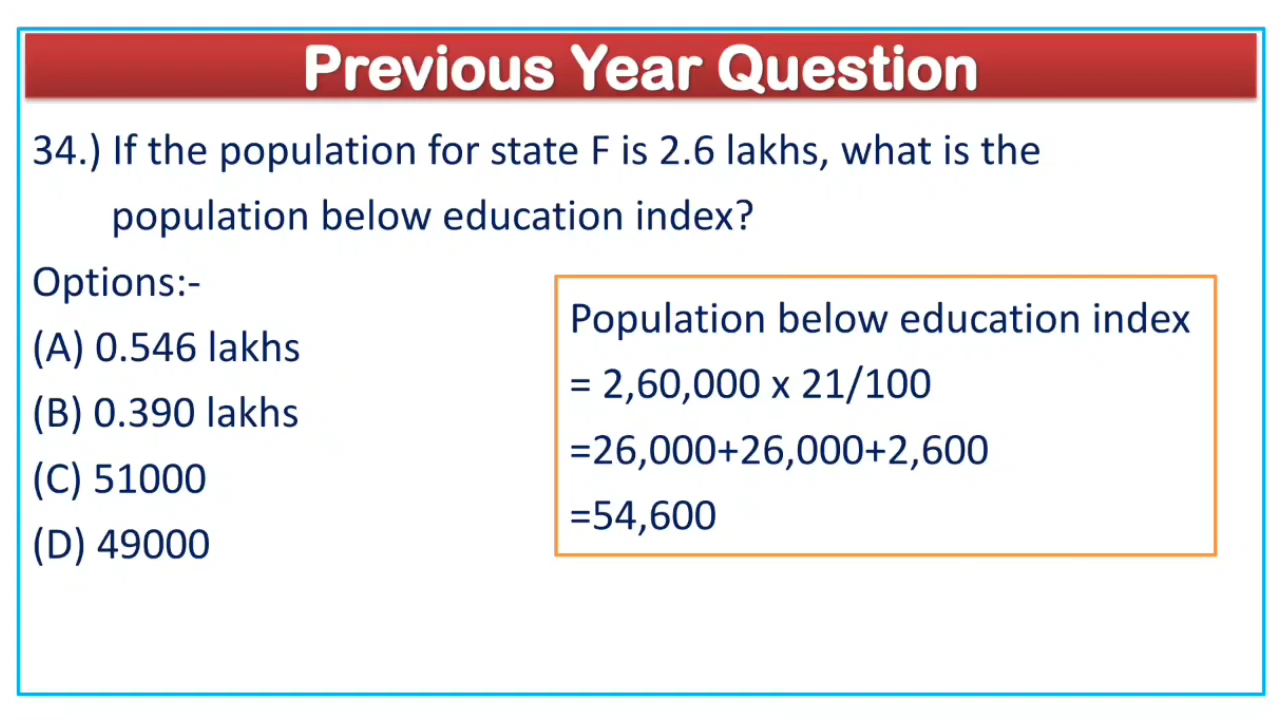 Previous Year Question
34.) If the population for state F is 2.6 lakhs, what is the
population below education index?
Options:-
(A) 0.546 lakhs
(B) 0.390 lakhs
(C) 51000
(D) 49000
Population below education index
= 2,60,000 x 21/100
=26,000+26,000+2,600
=54,600